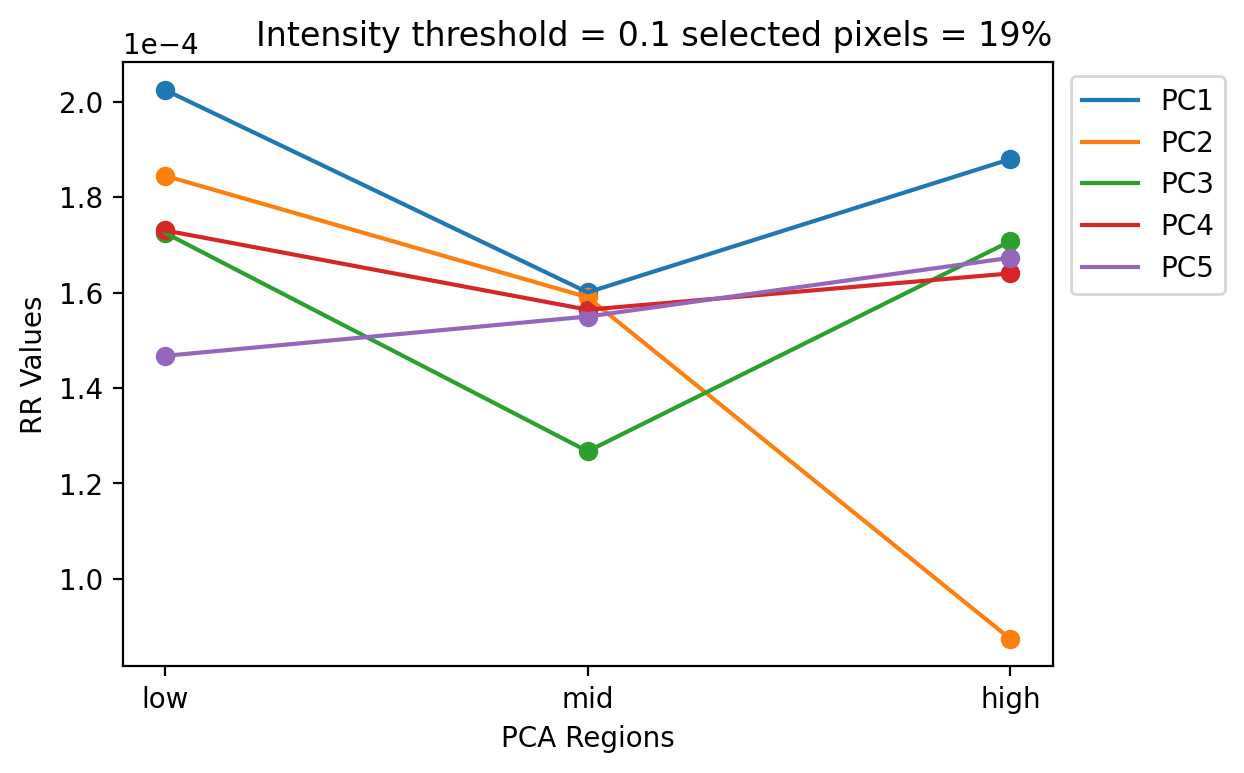 Intensity threshold = 0.1 selected pixels = 19%
1e−4
2.0
1.8
1.6
1.4
1.2
1.0
RR Values
low
mid
high
PCA Regions
PC1
PC2
PC3
PC4
PC5